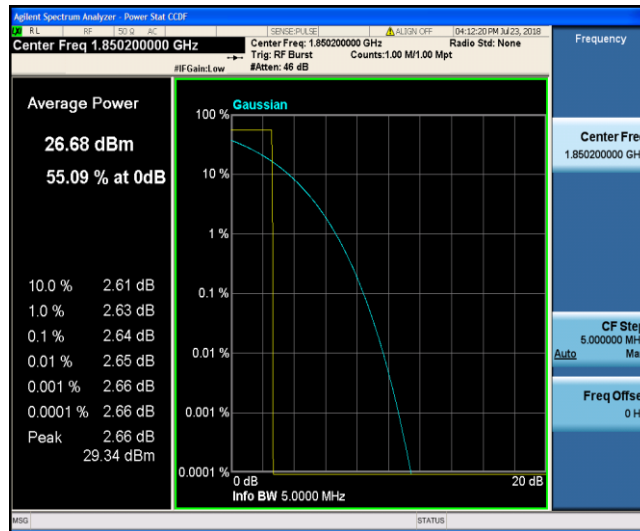 Agilent Spectrum Analyzer - Power Stat CCDF
RL RF 50 Ω AC SENSE:PULSE ALIGN OFF 04:12:20 PM Jul 23, 2018
Center Freq 1.850200000 GHz
Center Freq: 1.850200000 GHz Radio Std: None
Trig: RF Burst Counts:1.00 M/1.00 Mpt
#IFGain:Low #Atten: 46 dB
Frequency
Average Power
26.68 dBm
55.09 % at 0dB
10.0 % 2.61 dB
1.0 % 2.63 dB
0.1 % 2.64 dB
0.01 % 2.65 dB
0.001 % 2.66 dB
0.0001 % 2.66 dB
Peak 2.66 dB
29.34 dBm
Gaussian
100 %
10 %
1 %
0.1 %
0.01 %
0.001 %
0.0001 %
0 dB 20 dB
Info BW 5.0000 MHz
Center Fre
1.850200000 GH
CF Step
5.000000 MH
Auto Ma
Freq Offse
0 H
MSG STATUS